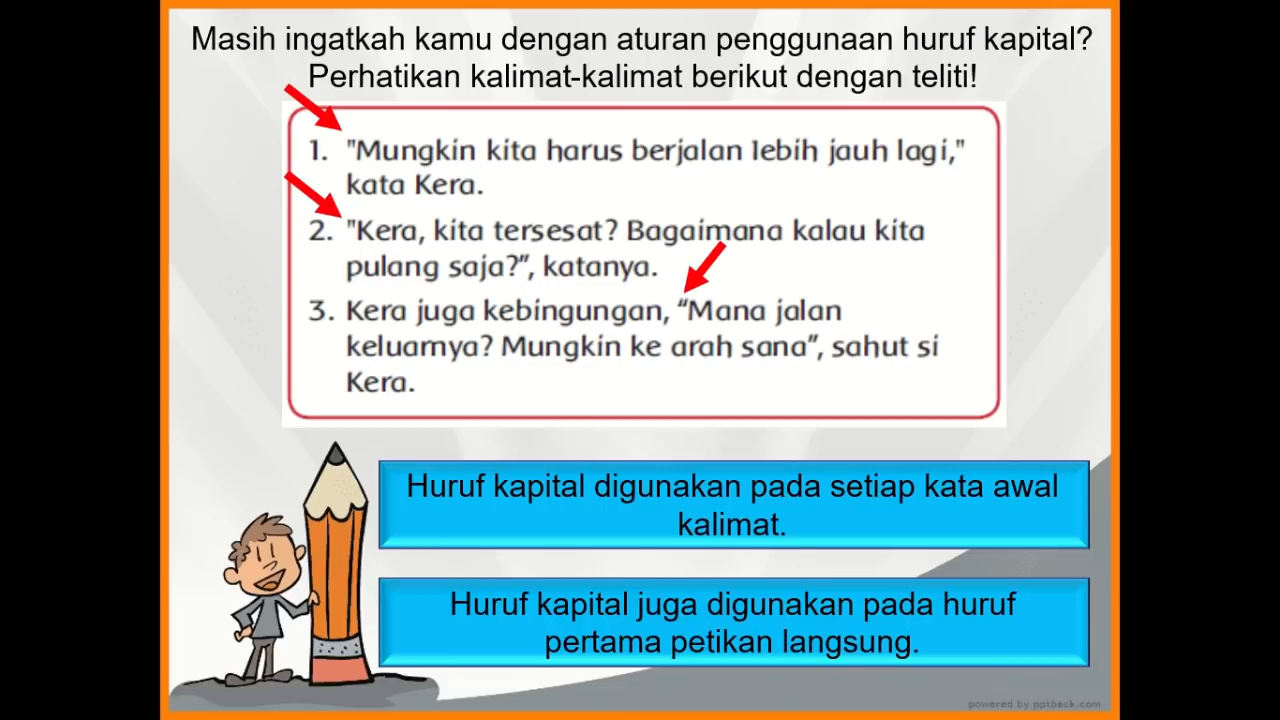 Masih ingatkah kamu dengan aturan penggunaan huruf kapital?
Perhatikan kalimat-kalimat berikut dengan teliti!
1. "Mungkin kita harus berjalan lebih jauh lagi,"
kata Kera.
2. "Kera, kita tersesat? Bagaimana kalau kita
pulang saja?”, katanya.
3. Kera juga kebingungan, “Mana jalan
keluarnya? Mungkin ke arah sana”, sahut si
Kera.
Huruf kapital digunakan pada setiap kata awal
kalimat.
Huruf kapital juga digunakan pada huruf
pertama petikan langsung.
powered by pptback.com